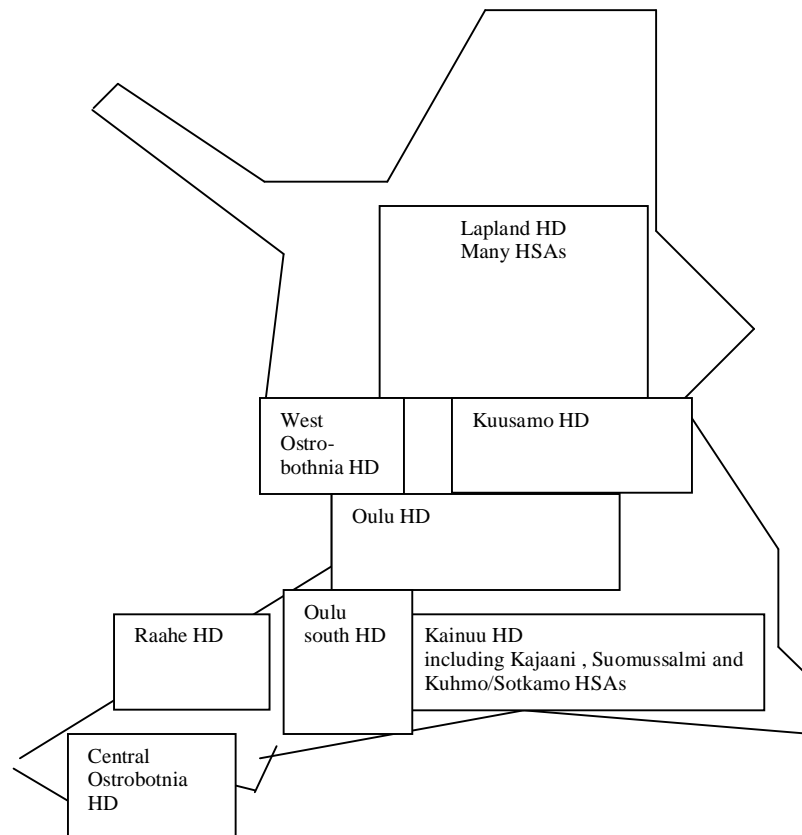 Lapland HD
Many HSAs
West
Ostro-
bothnia HD
Kuusamo HD
Oulu HD
Raahe HD
Oulu
south HD
Kainuu HD
including Kajaani , Suomussalmi and
Kuhmo/Sotkamo HSAs
Central
Ostrobotnia
HD